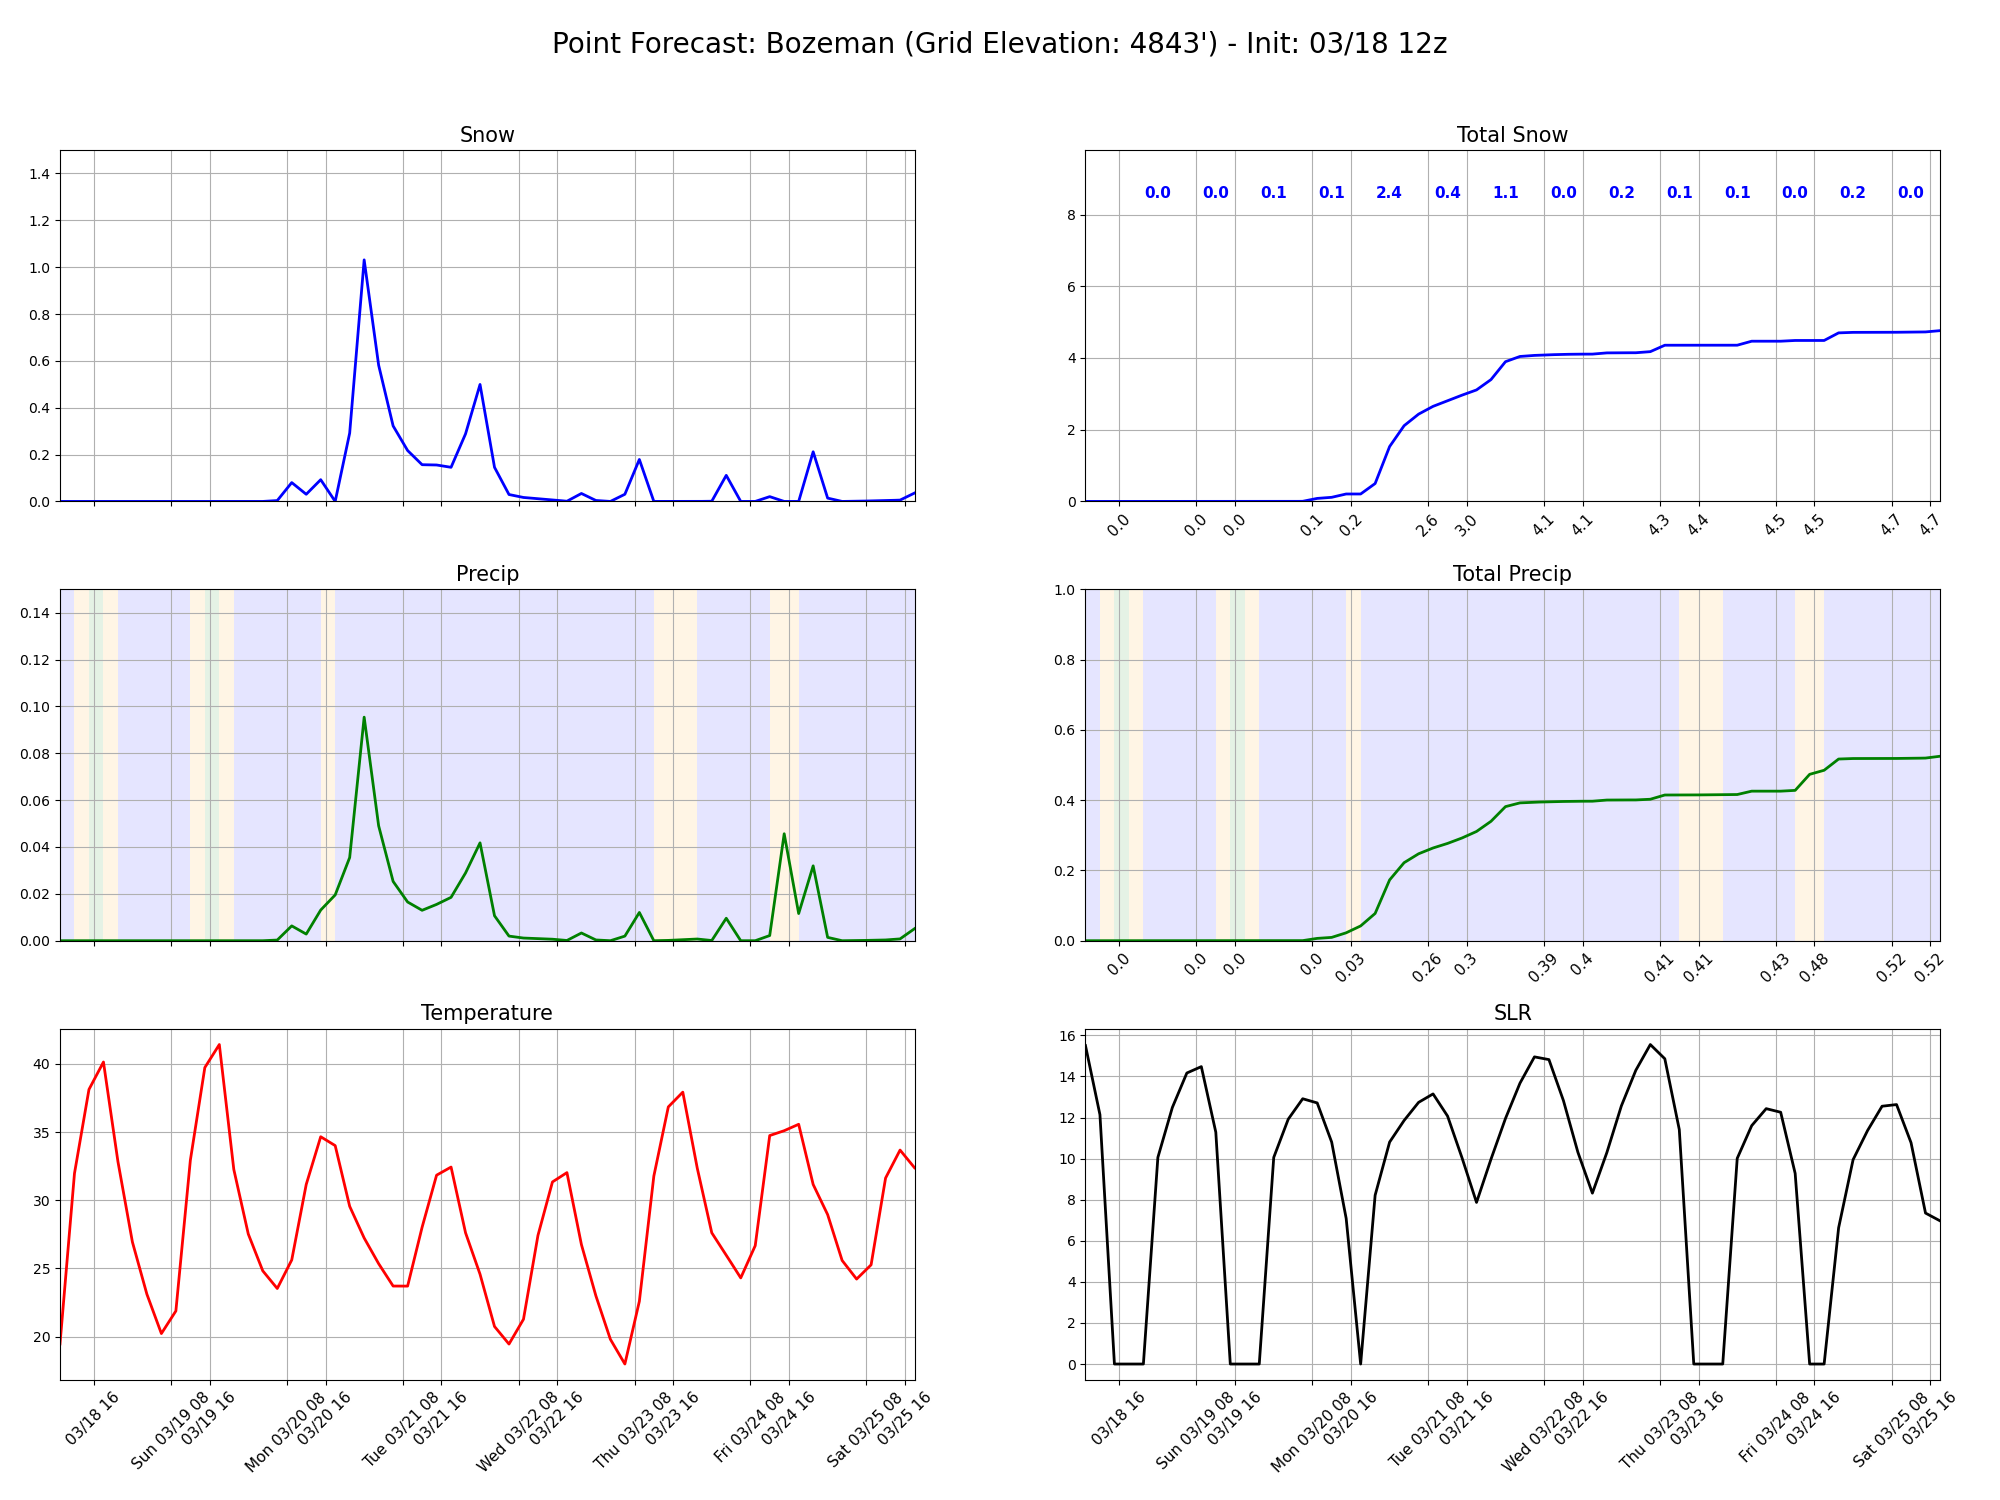 Point Forecast: Bozeman (Grid Elevation: 4843') - Init: 03/18 12z
Snow
1.4
1.2
1.0
0.8
0.6
0.4
0.2
0.0
Total Snow
0.0 0.0 0.1 0.1 2.4 0.4 1.1 0.0 0.2 0.1 0.1 0.0 0.2 0.0
8
6
4
2
0
0.0 0.0 0.0 0.1 0.2 2.6 3.0 4.1 4.1 4.3 4.4 4.5 4.5 4.7 4.7
Precip
0.14
0.12
0.10
0.08
0.06
0.04
0.02
0.00
Total Precip
1.0
0.8
0.6
0.4
0.2
0.0
0.0 0.0 0.0 0.0 0.03 0.26 0.3 0.39 0.4 0.41 0.41 0.43 0.48 0.52 0.52
Temperature
40
35
30
25
20
03/18 16
Sun 03/19 08
03/19 16
Mon 03/20 08
03/20 16
Tue 03/21 08
03/21 16
Wed 03/22 08
03/22 16
Thu 03/23 08
03/23 16
Fri 03/24 08
03/24 16
Sat 03/25 08
03/25 16
SLR
16
14
12
10
8
6
4
2
0
03/18 16
Sun 03/19 08
03/19 16
Mon 03/20 08
03/20 16
Tue 03/21 08
03/21 16
Wed 03/22 08
03/22 16
Thu 03/23 08
03/23 16
Fri 03/24 08
03/24 16
Sat 03/25 08
03/25 16